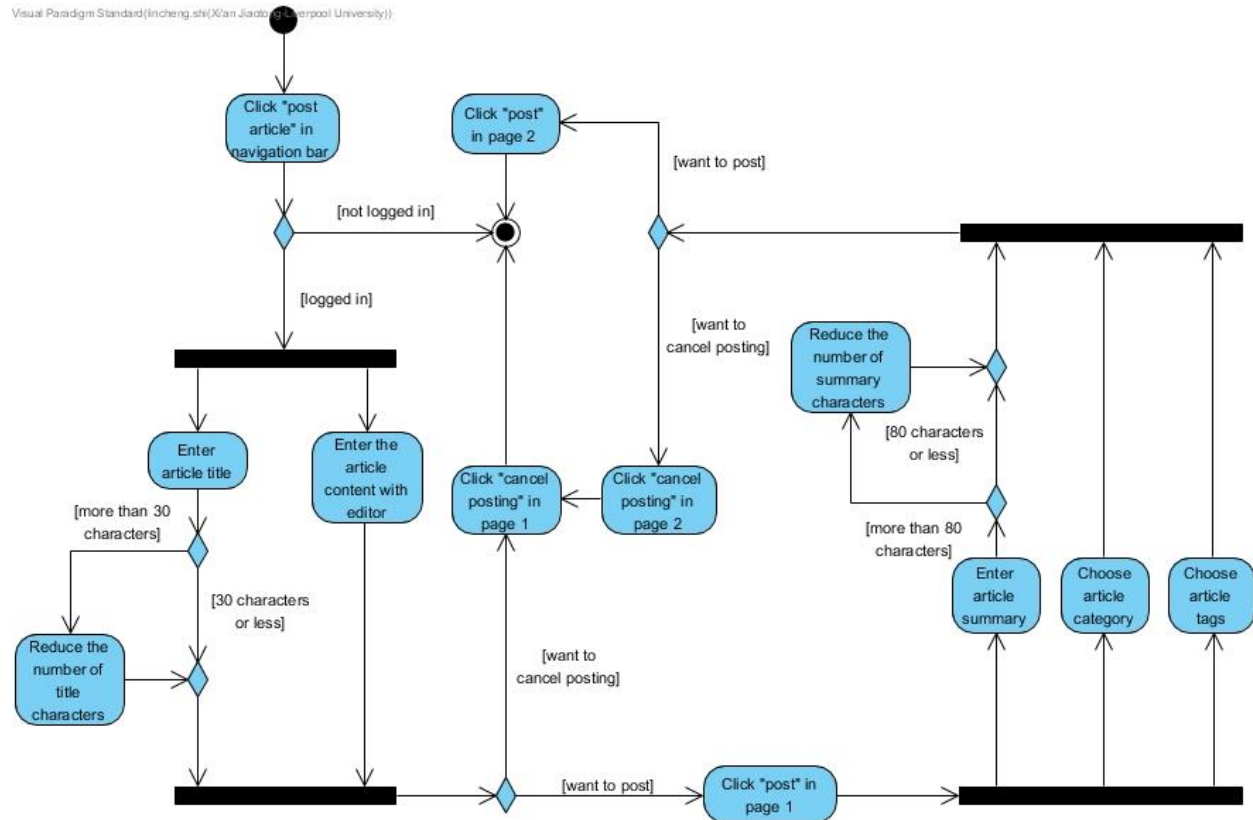 Visual Paradigm Standard(lincheng.shi(Xi'an Jiaotong-Liverpool University))
Click "post
article" in
navigation bar
Click "post"
in page 2
[want to post]
[not logged in]
[logged in]
[want to
cancel posting]
Reduce the
number of
summary
characters
Enter
article title
Enter the
article
content with
editor
[80 characters
or less]
Click "cancel
posting" in
page 1
Click "cancel
posting" in
page 2
[more than 30
characters]
[more than 80
characters]
Enter
article
summary
Choose
article
category
Choose
article
tags
[30 characters
or less]
Reduce the
number of
title
characters
[want to
cancel posting]
[want to post]
Click "post" in
page 1